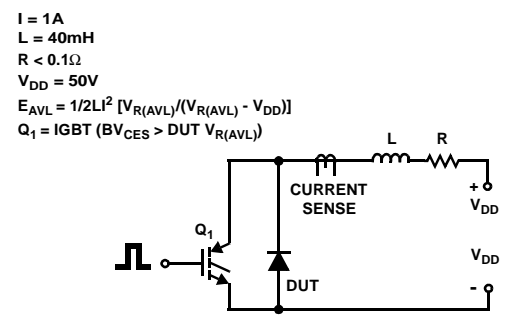 I = 1A
L = 40mH
R < 0.1Ω
VDD = 50V
EAVL = 1/2LI² [VR(AVL)/(VR(AVL) - VDD)]
Q1 = IGBT (BVCES > DUT VR(AVL))
L R
CURRENT
SENSE
+
VDD
Q1
VDD
DUT
-